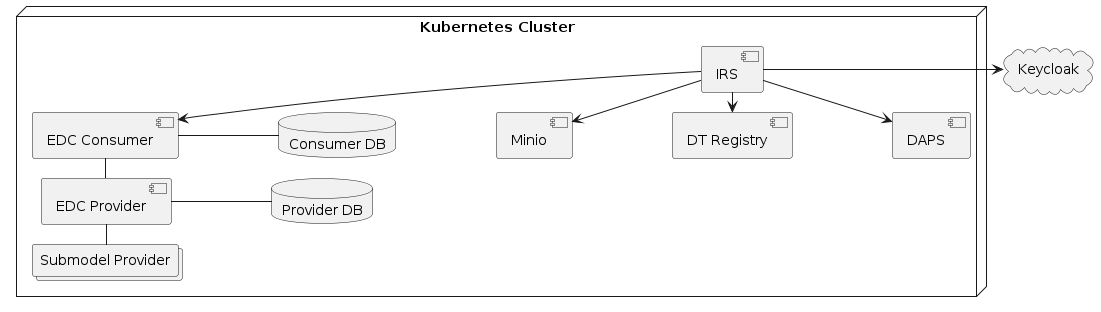 Kubernetes Cluster
IRS
Keycloak
EDC Consumer
Consumer DB
Minio
DT Registry
DAPS
EDC Provider
Provider DB
Submodel Provider